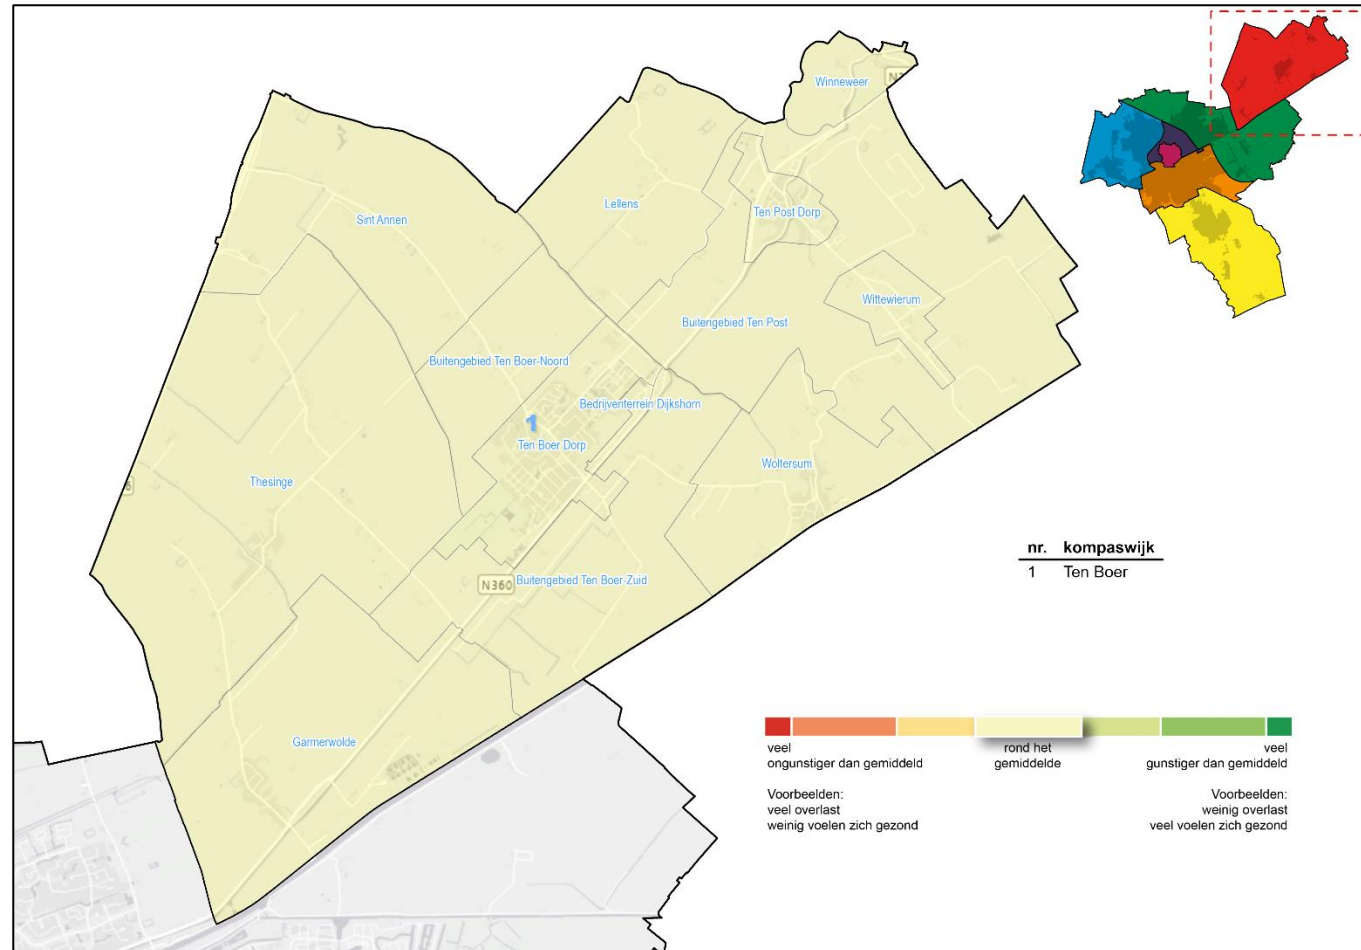 Winneweer
Lellens
Sint Annen
Ten Post Dorp
Wittewierum
Buitengebied Ten Post
Buitengebied Ten Boer-Noord
Bedrijventerrein Dijkshorn
1
Ten Boer Dorp
Woltersum
Thesinge
N360
Buitengebied Ten Boer-Zuid
Garmerwolde
nr. kompaswijk
1 Ten Boer
veel
ongunstiger dan gemiddeld
rond het
gemiddelde
veel
gunstiger dan gemiddeld
Voorbeelden:
veel overlast
weinig voelen zich gezond
Voorbeelden:
weinig overlast
veel voelen zich gezond